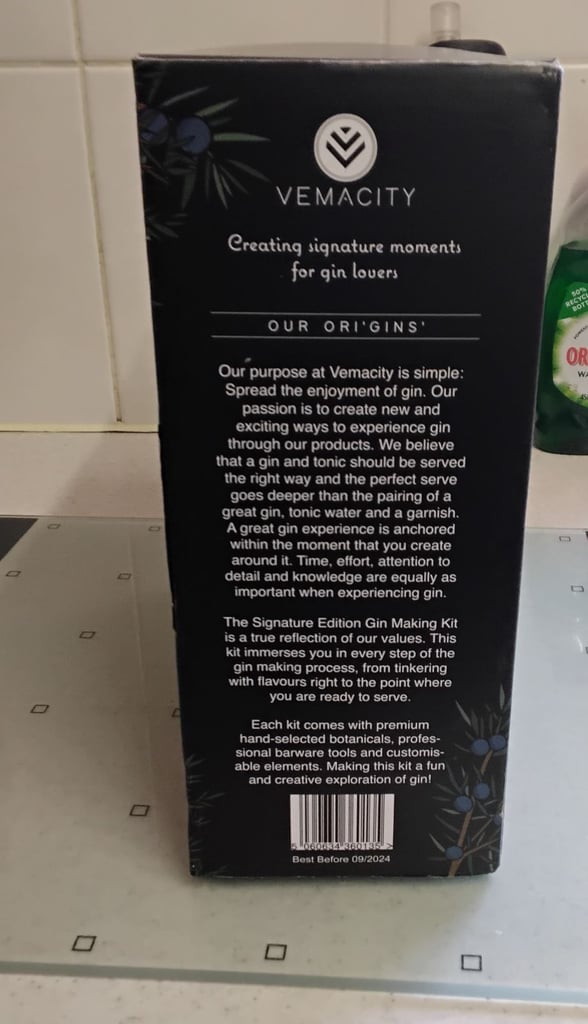 VEMACITY
Creating signature moments
for gin lovers
OUR ORI'GINS'
Our purpose at Vemacity is simple:
Spread the enjoyment of gin. Our
passion is to create new and
exciting ways to experience gin
through our products. We believe
that a gin and tonic should be served
the right way and the perfect serve
goes deeper than the pairing of a
great gin, tonic water and a garnish.
A great gin experience is anchored
within the moment that you create
around it. Time, effort, attention to
detail and knowledge are equally as
important when experiencing gin.
The Signature Edition Gin Making Kit
is a true reflection of our values. This
kit immerses you in every step of the
gin making process, from tinkering
with flavours right to the point where
you are ready to serve.
Each kit comes with premium
hand-selected botanicals, profes-
sional barware tools and customis-
able elements. Making this kit a fun
and creative exploration of gin!
5 060634 360135 >
Best Before 09/2024
50%
OR
WA